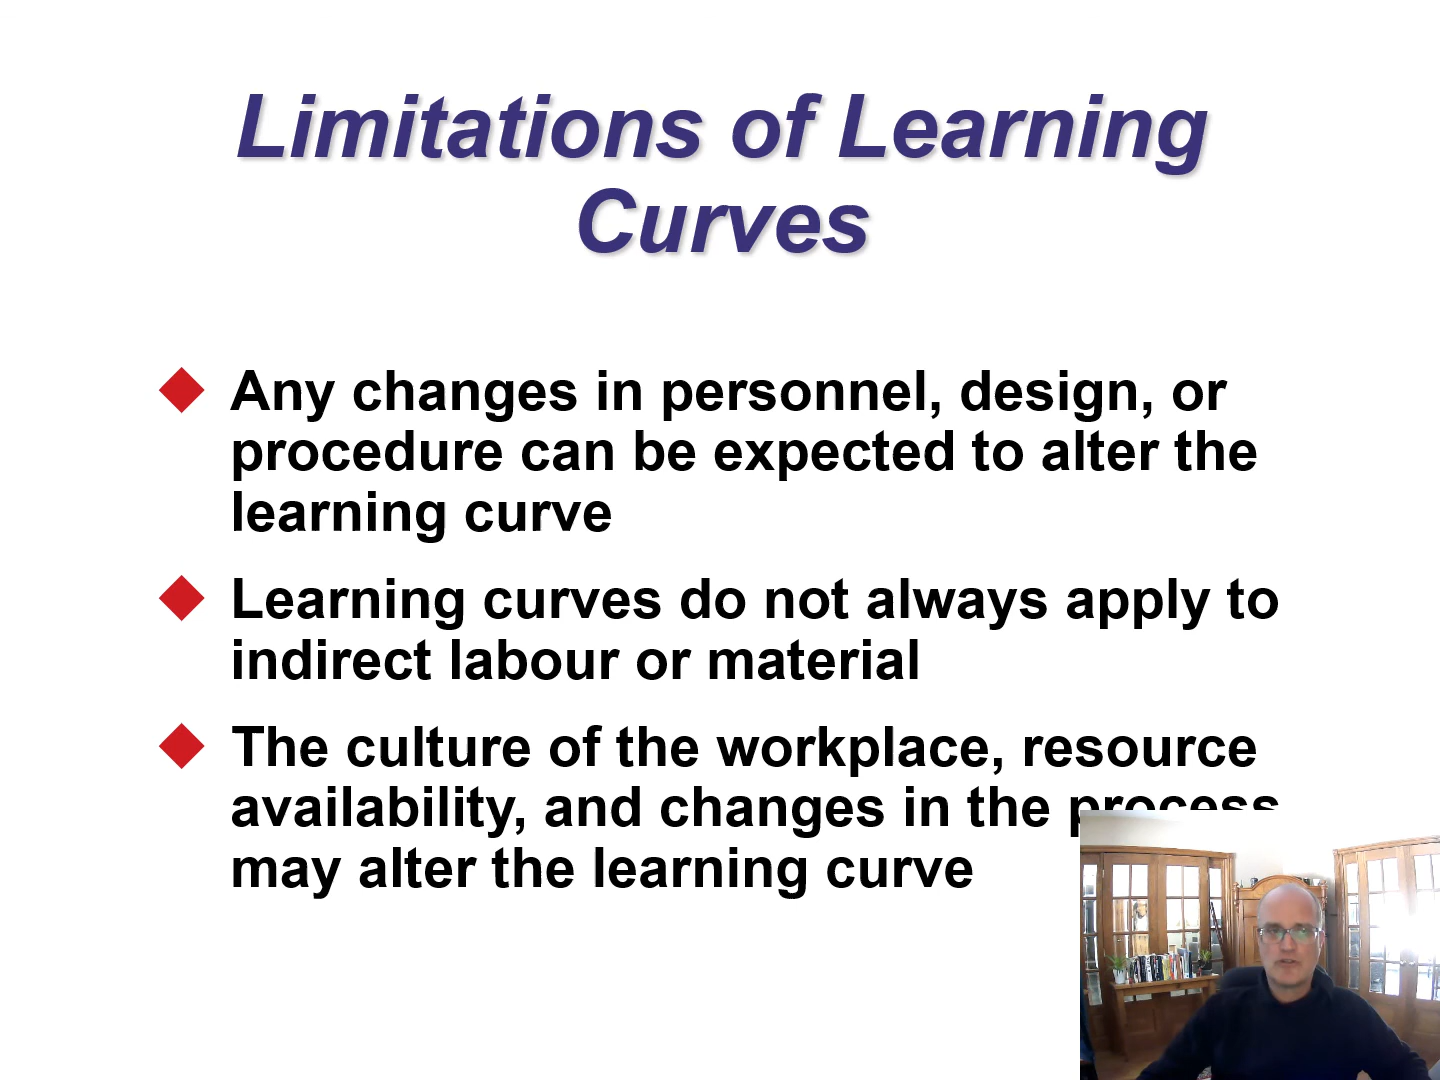 Limitations of Learning
Curves
Any changes in personnel, design, or
procedure can be expected to alter the
learning curve
Learning curves do not always apply to
indirect labour or material
The culture of the workplace, resource
availability, and changes in the process
may alter the learning curve